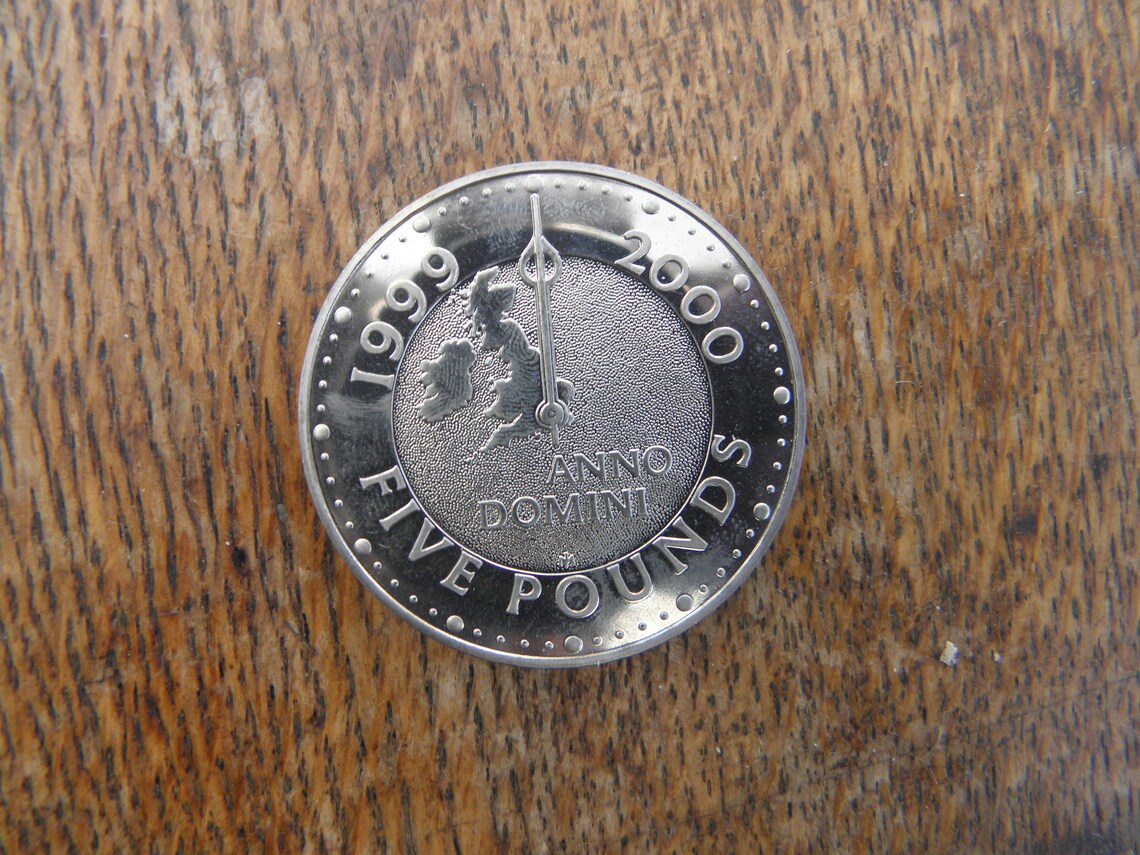 1999
2000
ANNO
DOMINI
FIVE POUNDS